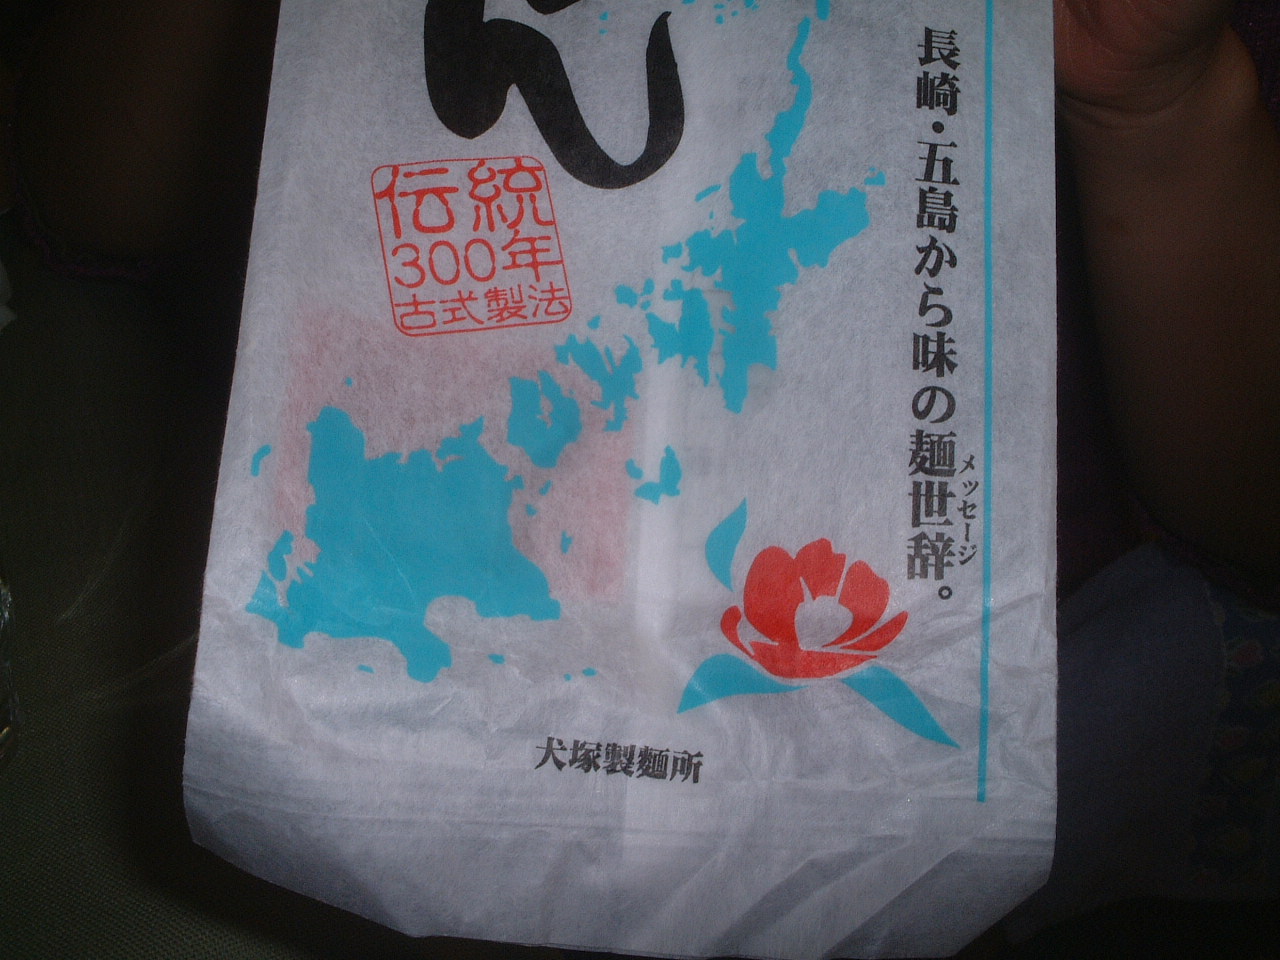 ん
長崎・五島から味の麺世辞。
メッセージ
伝統
300年
古式製法
犬塚製麺所